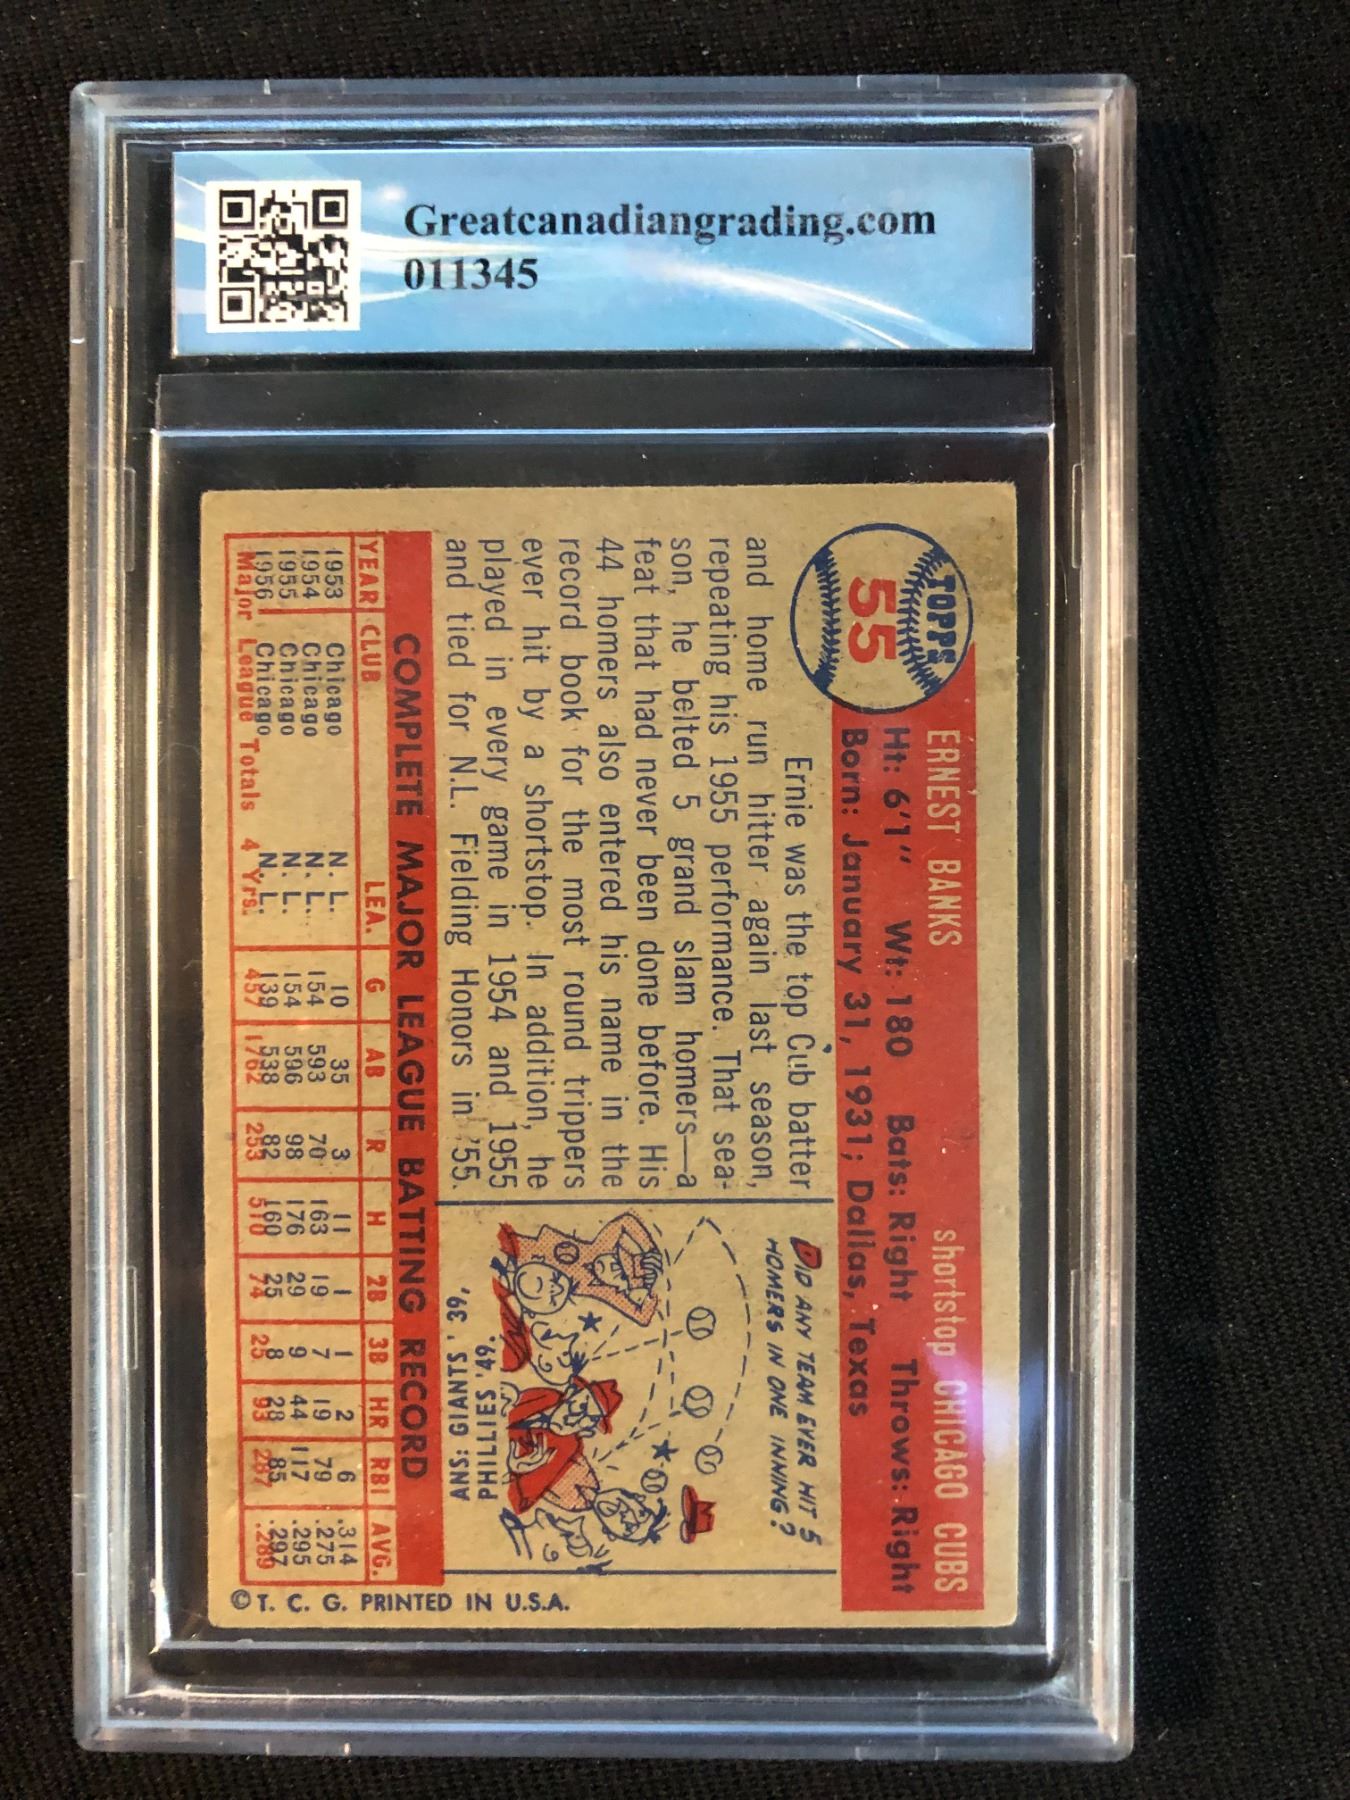 Greatcanadiangrading.com
011345
TOPPS
55
ERNEST BANKS shortstop CHICAGO CUBS
Ht: 6'1" Wt: 180 Bats: Right Throws: Right
Born: January 31, 1931; Dallas, Texas
Ernie was the top Cub batter
and home run hitter again last season,
repeating his 1955 performance. That sea-
son, he belted 5 grand slam homers—a
feat that had never been done before. His
44 homers also entered his name in the
record book for the most round trippers
ever hit by a shortstop. In addition, he
played in every game in 1954 and 1955
and tied for N.L. Fielding Honors in '55.
DID ANY TEAM EVER HIT 5
HOMERS IN ONE INNING?
ANS: GIANTS '39,
PHILLIES '49.
COMPLETE MAJOR LEAGUE BATTING RECORD
YEAR CLUB LEA. G AB R H 2B 3B HR RBI AVG.
1953 Chicago N. L. 10 35 3 11 1 1 2 6 .314
1954 Chicago N. L. 154 593 70 163 19 7 19 79 .275
1955 Chicago N. L. 154 596 98 176 29 9 44 117 .295
1956 Chicago N. L. 139 538 82 160 25 8 28 85 .297
Major League Totals 4 Yrs. 457 1762 253 510 74 25 93 287 .289
© T. C. G. PRINTED IN U.S.A.